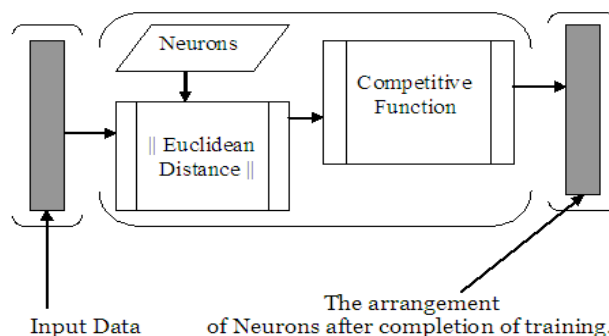 Neurons
Competitive
Function
|| Euclidean
Distance ||
Input Data
The arrangement
of Neurons after completion of training.